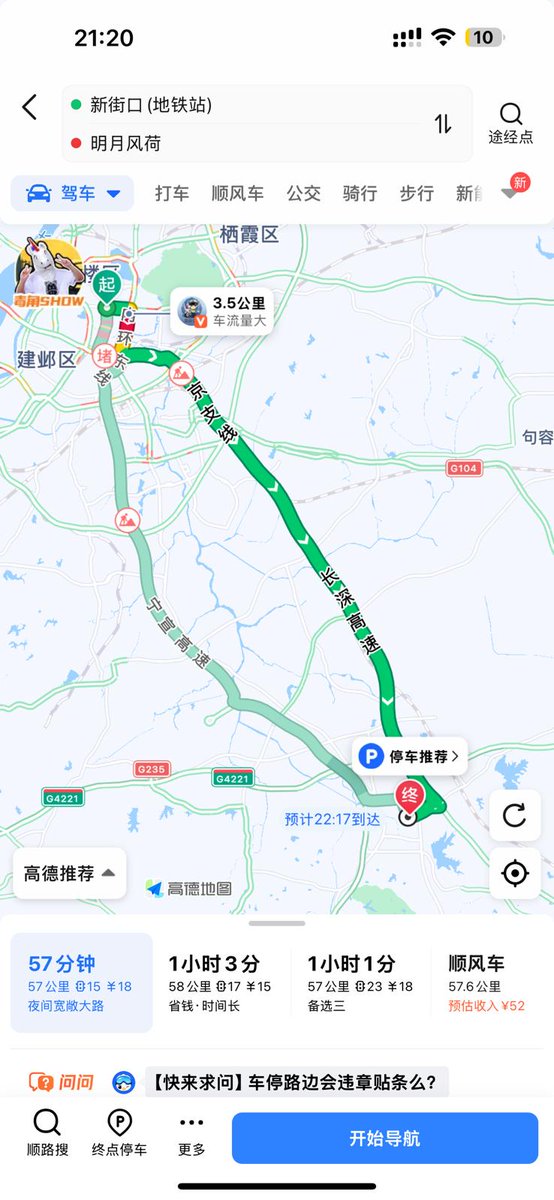 21:20
10
新街口(地铁站)
明月风荷
途经点
驾车
打车
顺风车
公交
骑行
步行
新
栖霞区
起
青角SHOW
3.5公里
车流量大
环东线
堵
建邺区
京支线
句容
G104
长深高速
宁宣高速
P 停车推荐
G235
G4221
G4221
终
预计22:17到达
高德推荐
高德地图
57分钟
57公里 15 ¥18
夜间宽敞大路
1小时3分
58公里 17 ¥15
省钱·时间长
1小时1分
57公里 23 ¥18
备选三
顺风车
57.6公里
预估收入¥52
问问
【快来求问】车停路边会违章贴条么?
顺路搜
P
终点停车
更多
开始导航